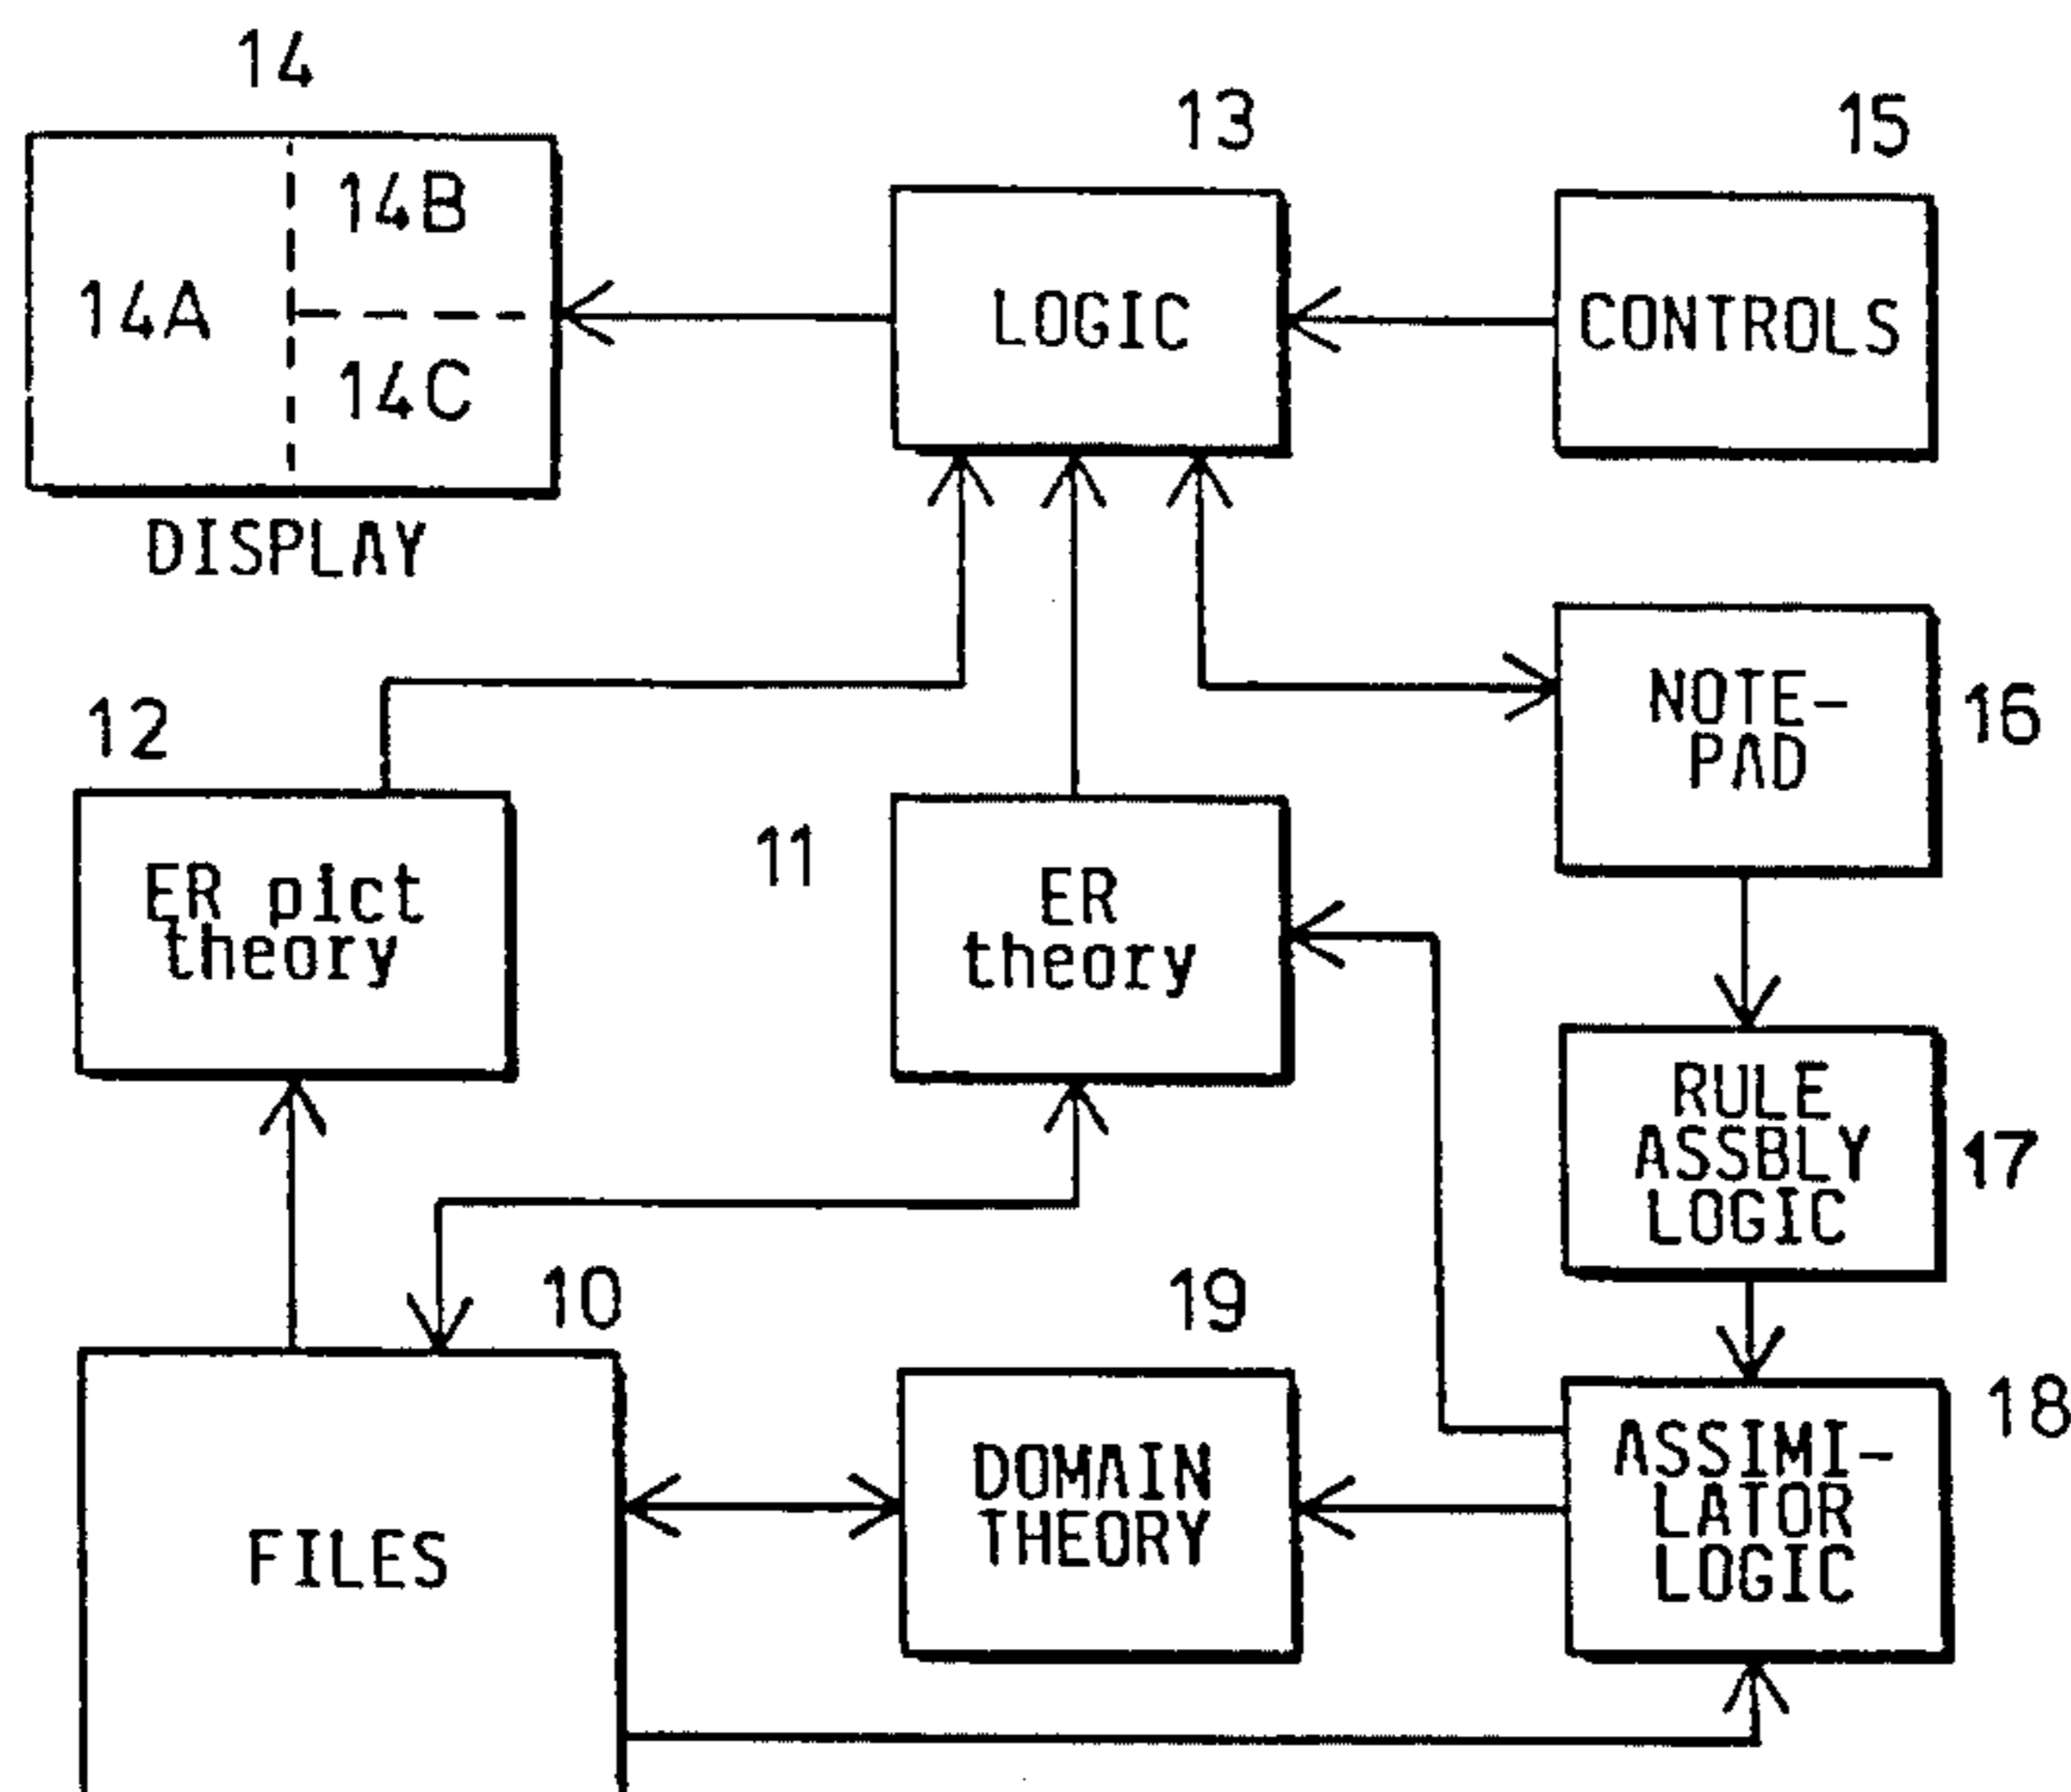 14
13
15
14A
14B
14C
LOGIC
CONTROLS
DISPLAY
12
11
NOTE-
PAD
16
ER pict
theory
ER
theory
RULE
ASSBLY
LOGIC
17
10
19
18
FILES
DOMAIN
THEORY
ASSIMI-
LATOR
LOGIC